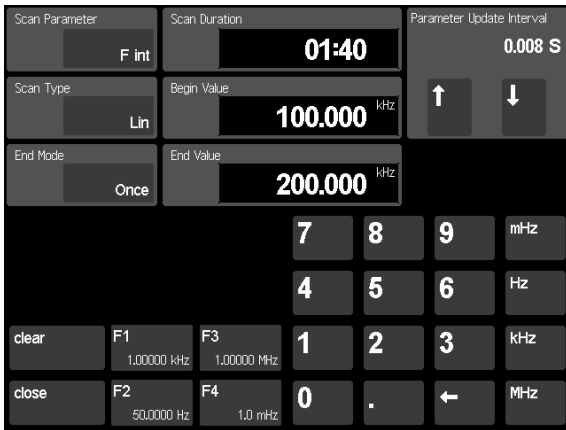 Scan Parameter
F int
Scan Duration
01:40
Parameter Update Interval
0.008 S
Scan Type
Lin
Begin Value
100.000 kHz
↑ ↓
End Mode
Once
End Value
200.000 kHz
7 8 9 mHz
4 5 6 Hz
clear
F1
1.00000 kHz
F3
1.00000 MHz
1 2 3 kHz
close
F2
50.0000 Hz
F4
1.0 mHz
0 . ← MHz